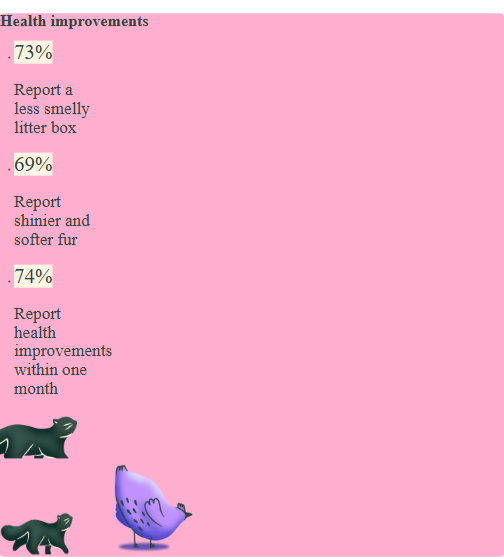 Health improvements
73%
Report a
less smelly
litter box
69%
Report
shinier and
softer fur
74%
Report
health
improvements
within one
month